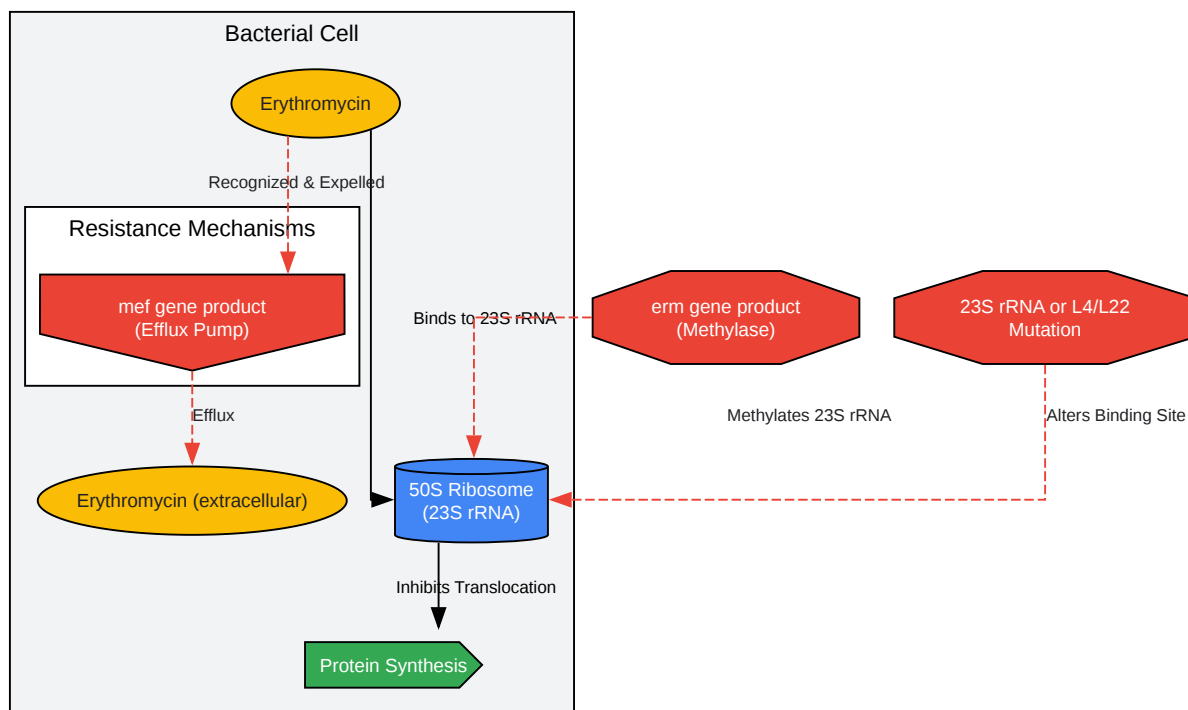 Bacterial Cell
Erythromycin
Recognized & Expelled
Resistance Mechanisms
mef gene product
(Efflux Pump)
Binds to 23S rRNA
erm gene product
(Methylase)
23S rRNA or L4/L22
Mutation
Efflux
Methylates 23S rRNA
Alters Binding Site
Erythromycin (extracellular)
50S Ribosome
(23S rRNA)
Inhibits Translocation
Protein Synthesis